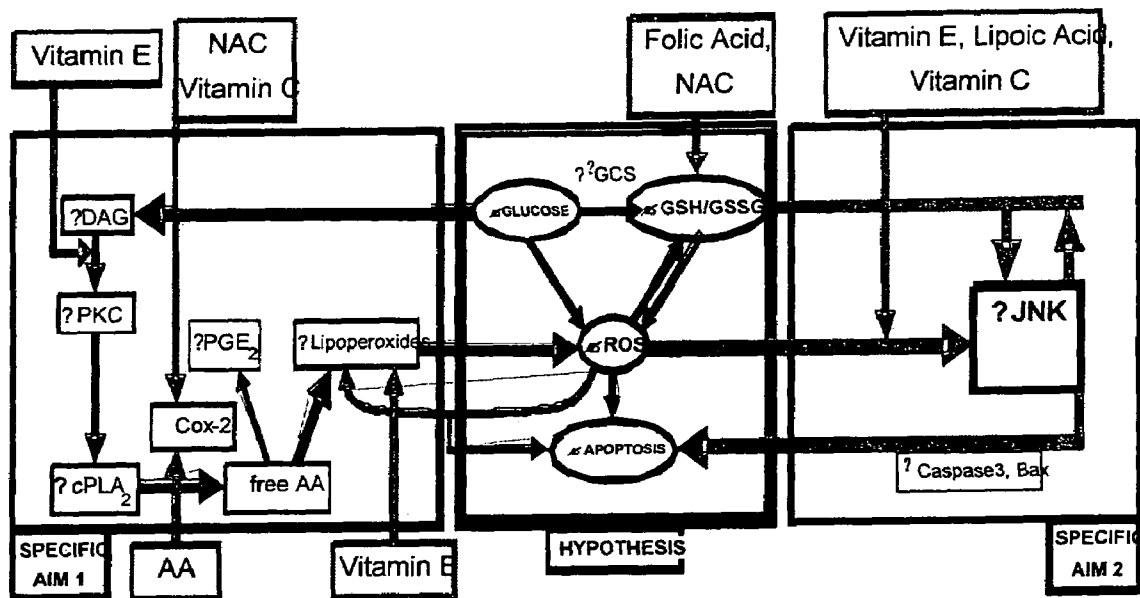 Vitamin E
NAC
Vitamin C
Folic Acid,
NAC
Vitamin E, Lipoic Acid,
Vitamin C
??GCS
GLUCOSE
GSH/GSSG
?DAG
?PKC
?PGE2
?Lipoperoxides
ROS
?JNK
Cox-2
APOPTOSIS
?cPLA2
free AA
? Caspase3, Bax
SPECIFIC
AIM 1
AA
Vitamin E
HYPOTHESIS
SPECIFIC
AIM 2